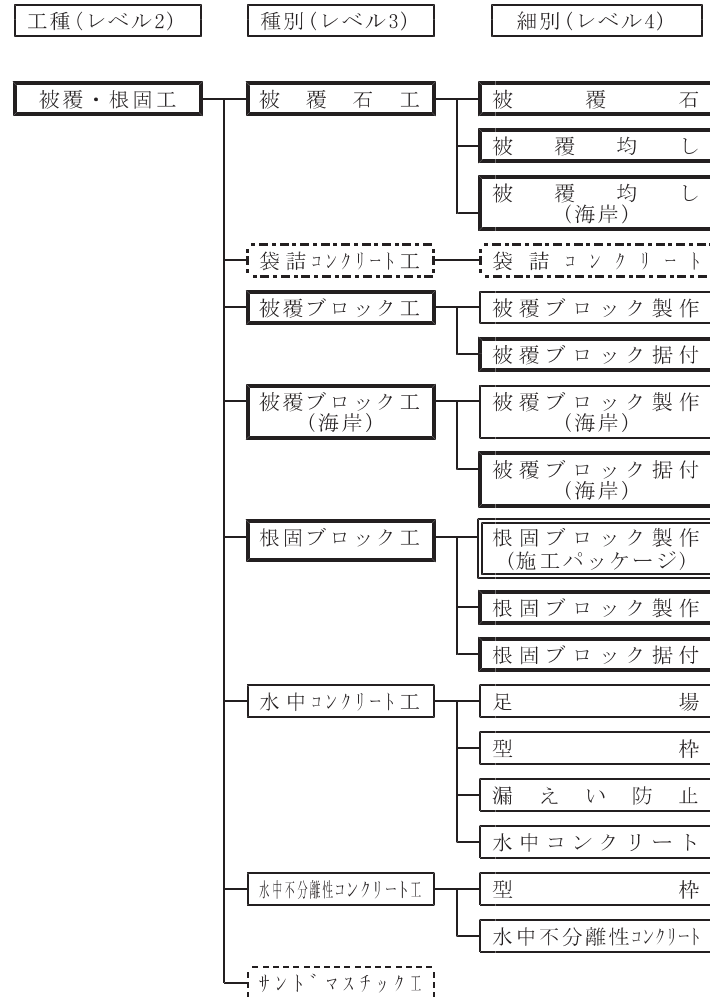 工種(レベル2)　種別(レベル3)　細別(レベル4)
被覆・根固工　被覆石工　被覆石
被覆均し
被覆均し
(海岸)
袋詰コンクリート工　袋詰コンクリート
被覆ブロック工　被覆ブロック製作
被覆ブロック据付
被覆ブロック工　被覆ブロック製作
(海岸)　(海岸)
被覆ブロック据付
(海岸)
根固ブロック工　根固ブロック製作
(施工パッケージ)
根固ブロック製作
根固ブロック据付
水中コンクリート工　足場
型枠
漏えい防止
水中コンクリート
水中不分離性コンクリート工　型枠
水中不分離性コンクリート
サンドマスチック工